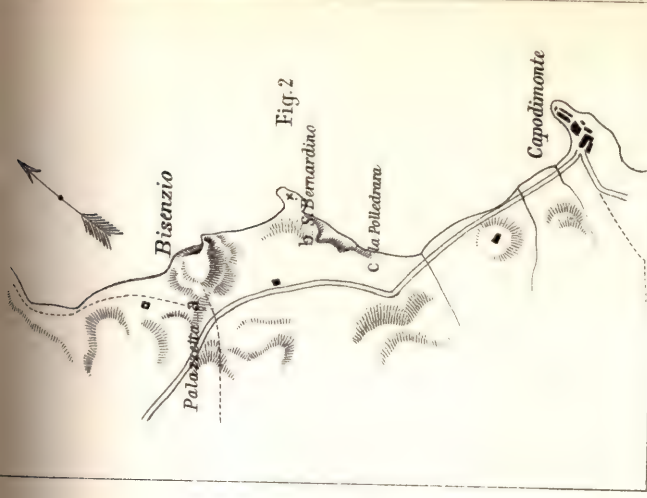 Bisenzio
Palazzetta a
Fig. 2
b S. Bernardino
c la Polledrara
Capodimonte